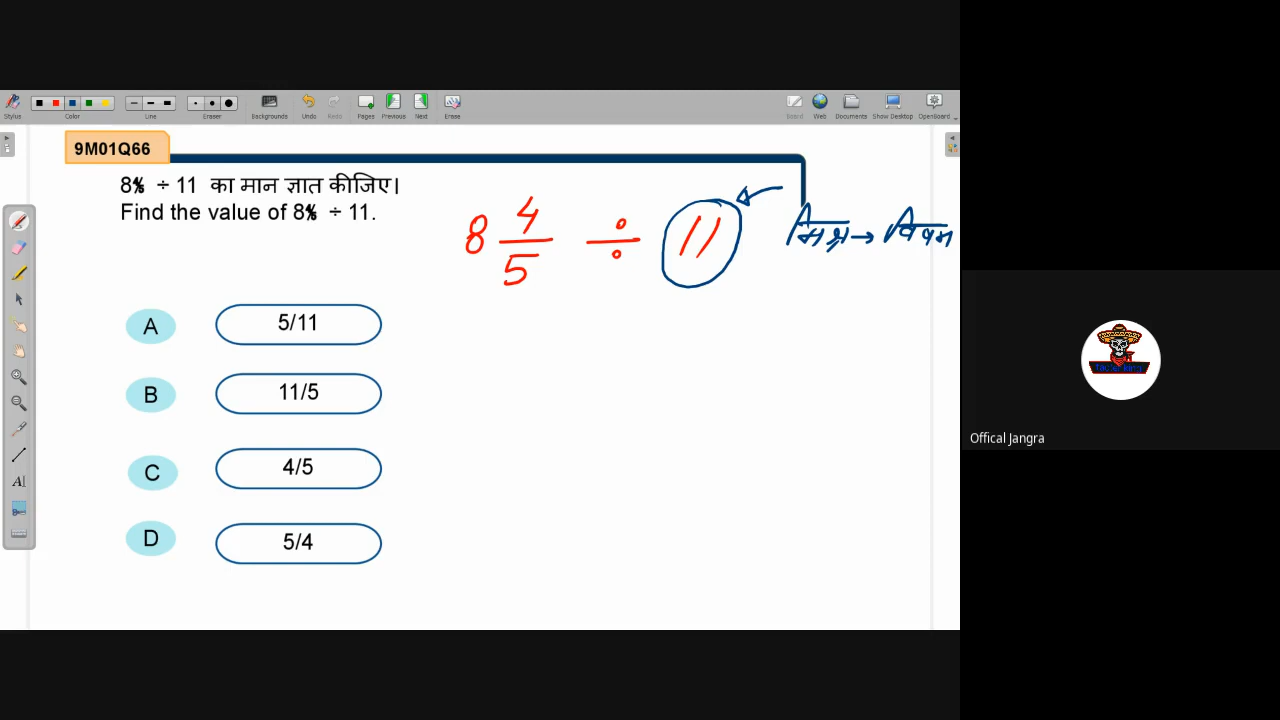 Stylus
Color
Line
Eraser
Backgrounds
Undo
Redo
Pages
Previous
Next
Erase
Board
Web
Documents
Show Desktop
OpenBoard
9M01Q66
8⅘ ÷ 11 का मान ज्ञात कीजिए।
Find the value of 8⅘ ÷ 11.
8 4/5 ÷ 11
A 5/11
B 11/5
C 4/5
D 5/4
Offical Jangra